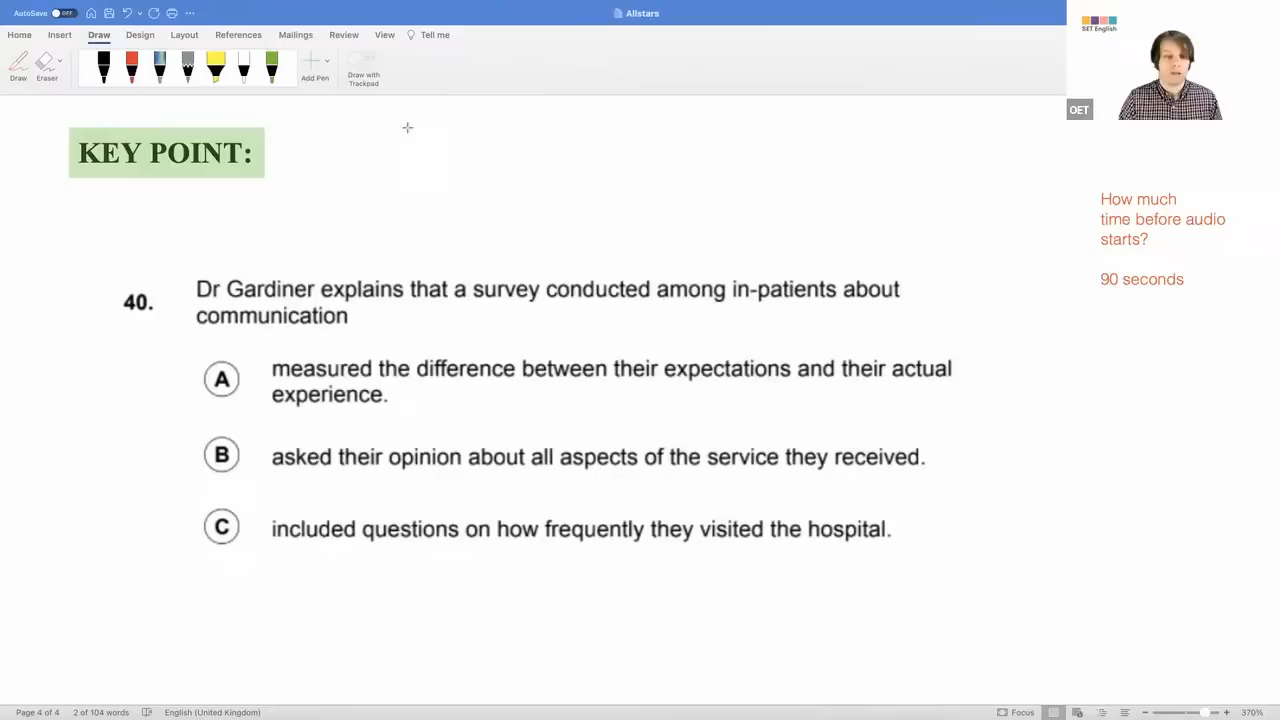 AutoSave OFF
Allstars
Home Insert Draw Design Layout References Mailings Review View Tell me
Draw Eraser Add Pen Draw with
Trackpad
SET English
OET
KEY POINT:
How much
time before audio
starts?
90 seconds
40. Dr Gardiner explains that a survey conducted among in-patients about
communication
A measured the difference between their expectations and their actual
experience.
B asked their opinion about all aspects of the service they received.
C included questions on how frequently they visited the hospital.
Page 4 of 4 2 of 104 words English (United Kingdom) Focus 370%